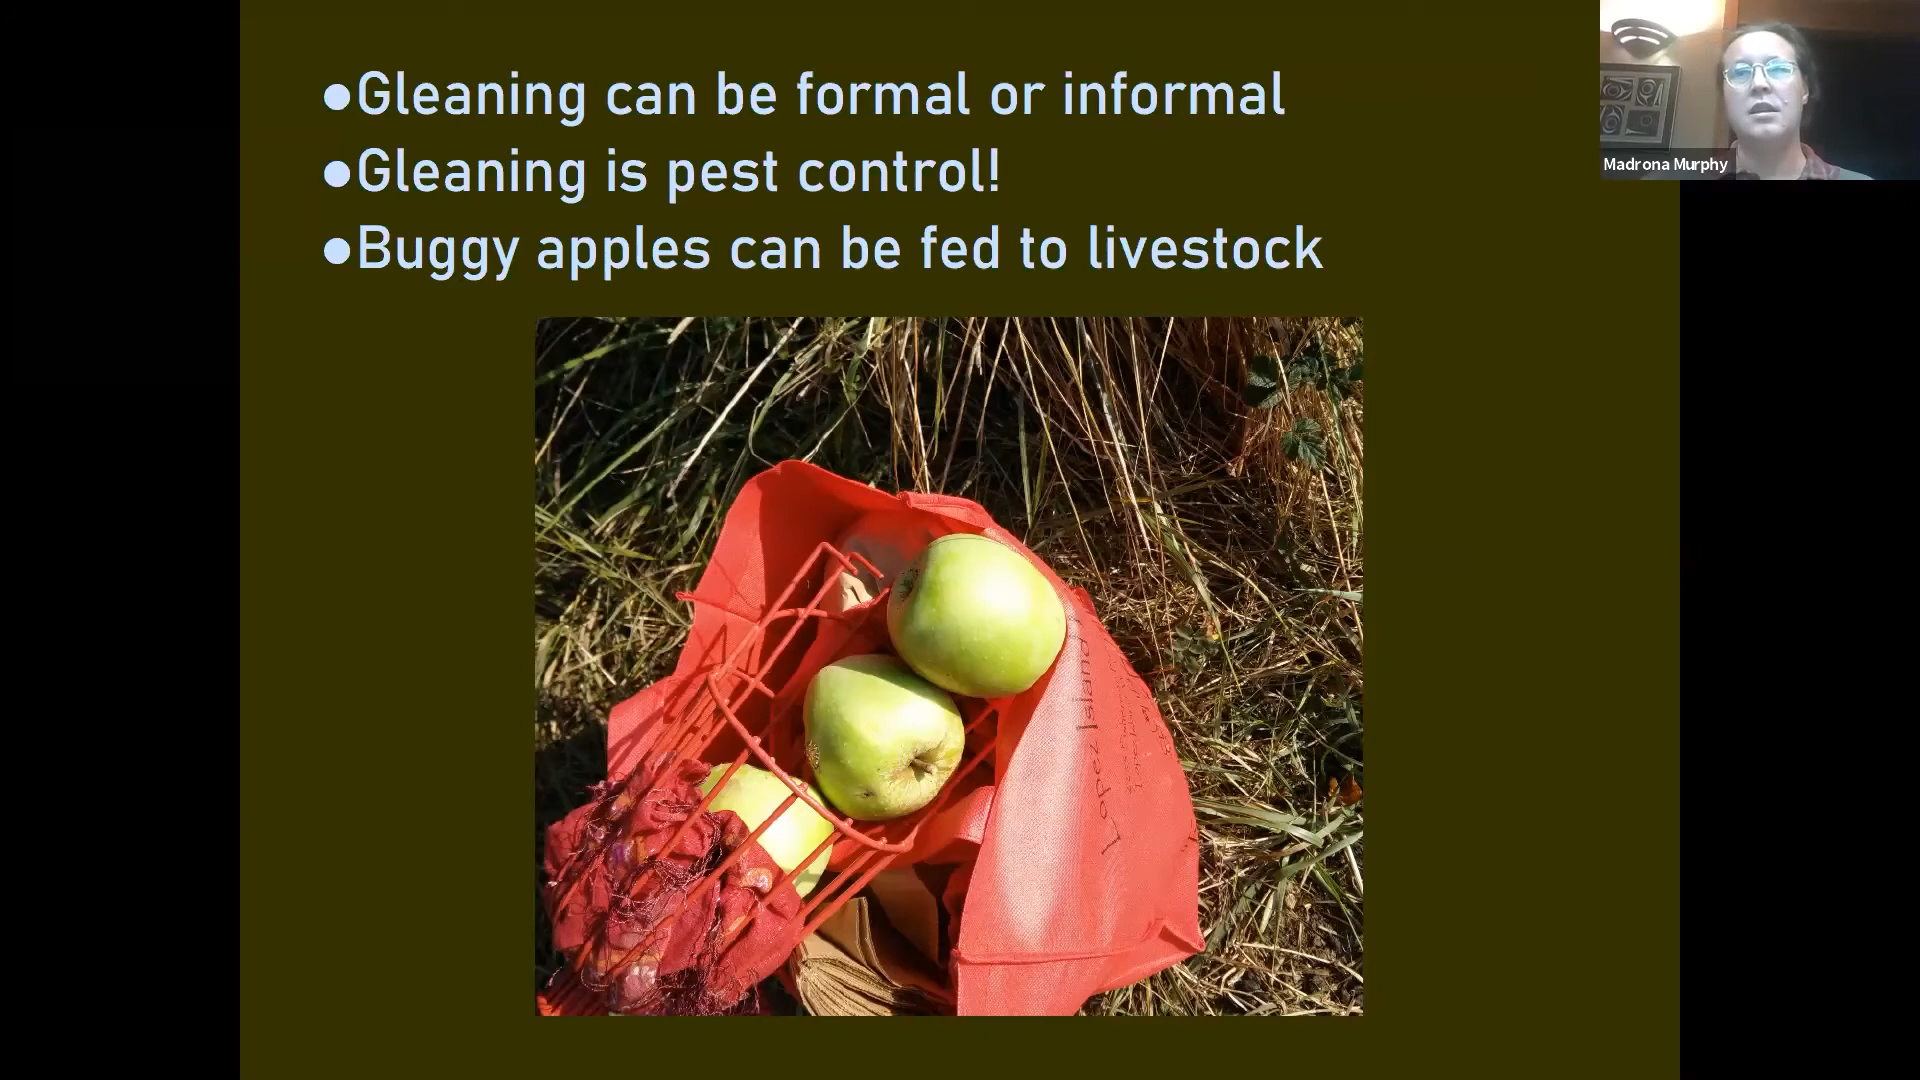 ●Gleaning can be formal or informal
●Gleaning is pest control!
●Buggy apples can be fed to livestock
Madrona Murphy
Lopez Island